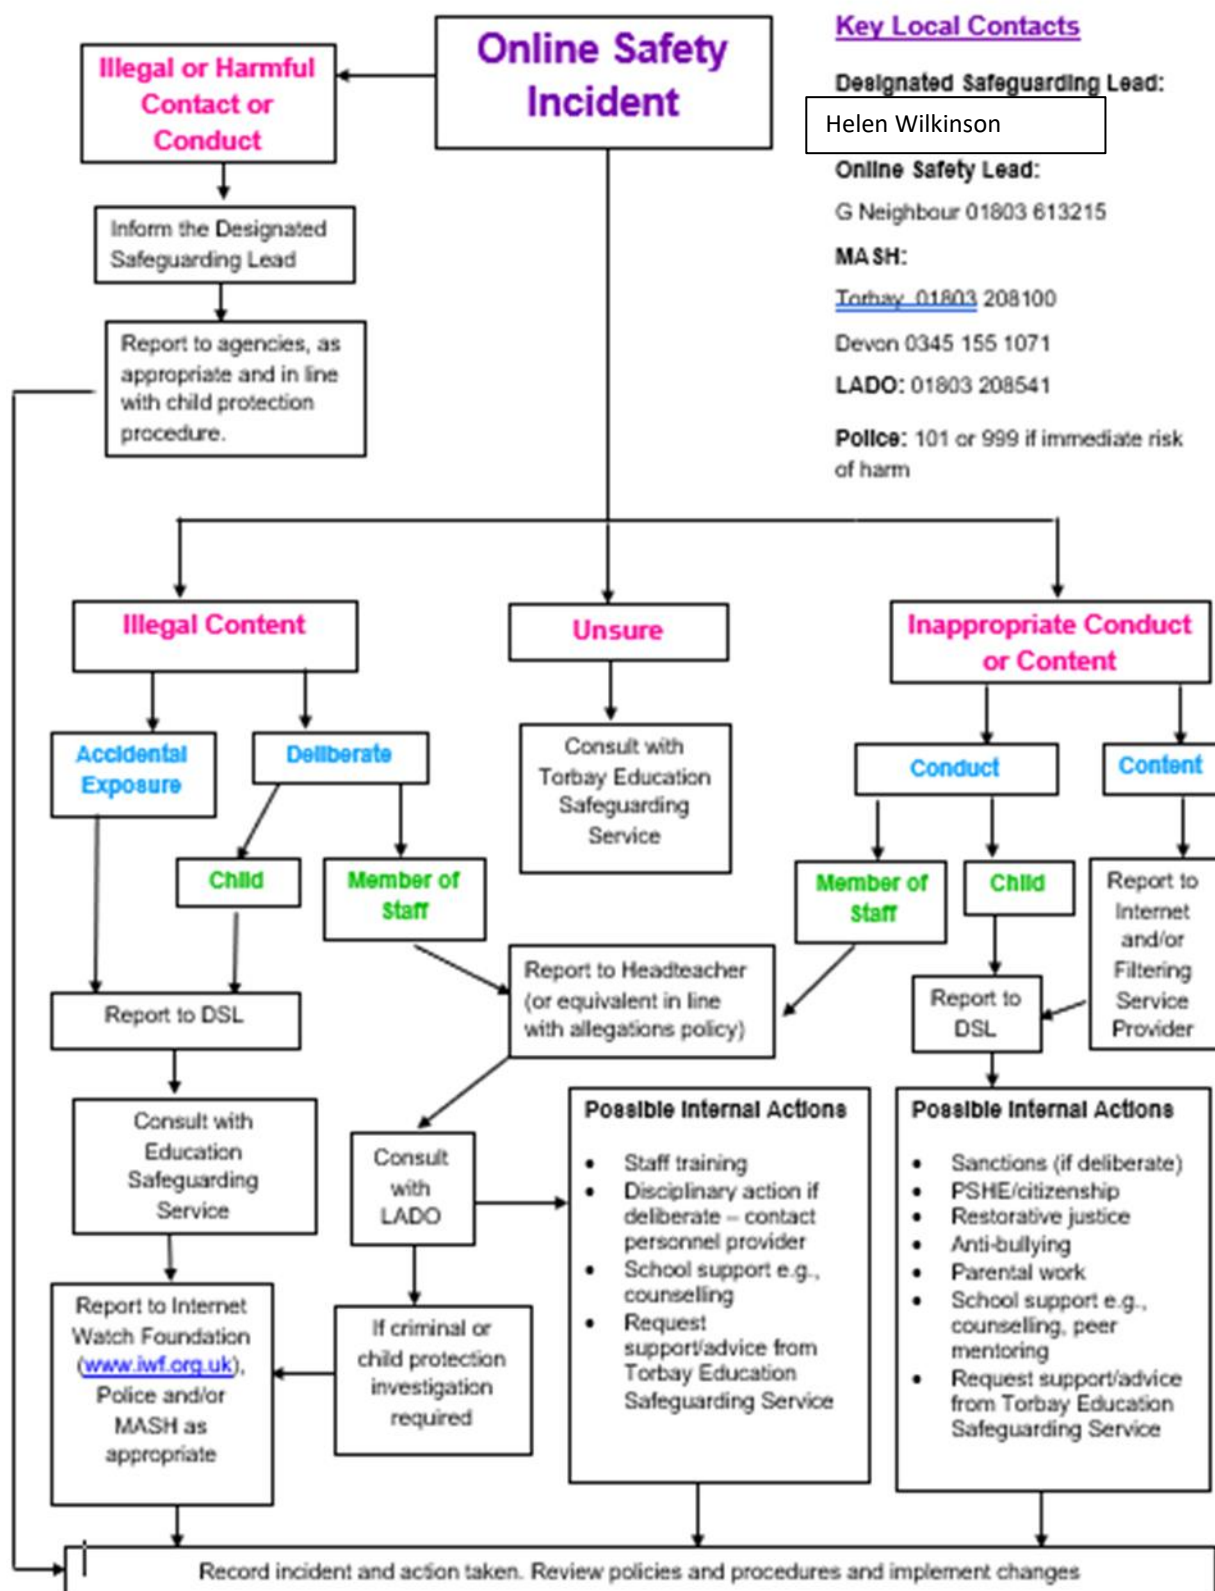 Online Safety
Incident
Illegal or Harmful
Contact or
Conduct
Inform the Designated
Safeguarding Lead
Report to agencies, as
appropriate and in line
with child protection
procedure.
Key Local Contacts
Designated Safeguarding Lead:
Helen Wilkinson
Online Safety Lead:
G Neighbour 01803 613215
MASH:
Torbay 01803 208100
Devon 0345 155 1071
LADO: 01803 208541
Police: 101 or 999 if immediate risk
of harm
Illegal Content
Accidental
Exposure
Deliberate
Child
Member of
Staff
Report to DSL
Consult with
Education
Safeguarding
Service
Report to Internet
Watch Foundation
(www.iwf.org.uk),
Police and/or
MASH as
appropriate
Unsure
Consult with
Torbay Education
Safeguarding
Service
Report to Headteacher
(or equivalent in line
with allegations policy)
Consult
with
LADO
If criminal or
child protection
investigation
required
Possible Internal Actions
• Staff training
• Disciplinary action if
deliberate – contact
personnel provider
• School support e.g.,
counselling
• Request
support/advice from
Torbay Education
Safeguarding Service
Inappropriate Conduct
or Content
Conduct
Content
Member of
Staff
Child
Report to
Internet
and/or
Filtering
Service
Provider
Report to
DSL
Possible Internal Actions
• Sanctions (if deliberate)
• PSHE/citizenship
• Restorative justice
• Anti-bullying
• Parental work
• School support e.g.,
counselling, peer
mentoring
• Request support/advice
from Torbay Education
Safeguarding Service
Record incident and action taken. Review policies and procedures and implement changes